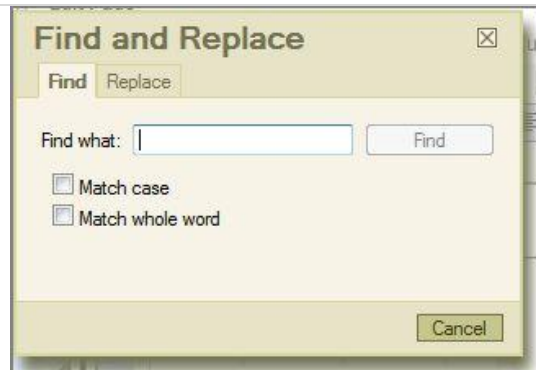 Find and Replace
Find Replace
Find what: Find
Match case
Match whole word
Cancel